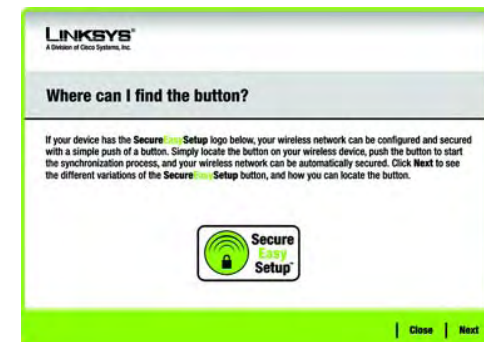 LINKSYS®
A Division of Cisco Systems, Inc.
Where can I find the button?
If your device has the SecureEasySetup logo below, your wireless network can be configured and secured
with a simple push of a button. Simply locate the button on your wireless device, push the button to start
the synchronization process, and your wireless network can be automatically secured. Click Next to see
the different variations of the SecureEasySetup button, and how you can locate the button.
Secure
Easy
Setup™
Close | Next